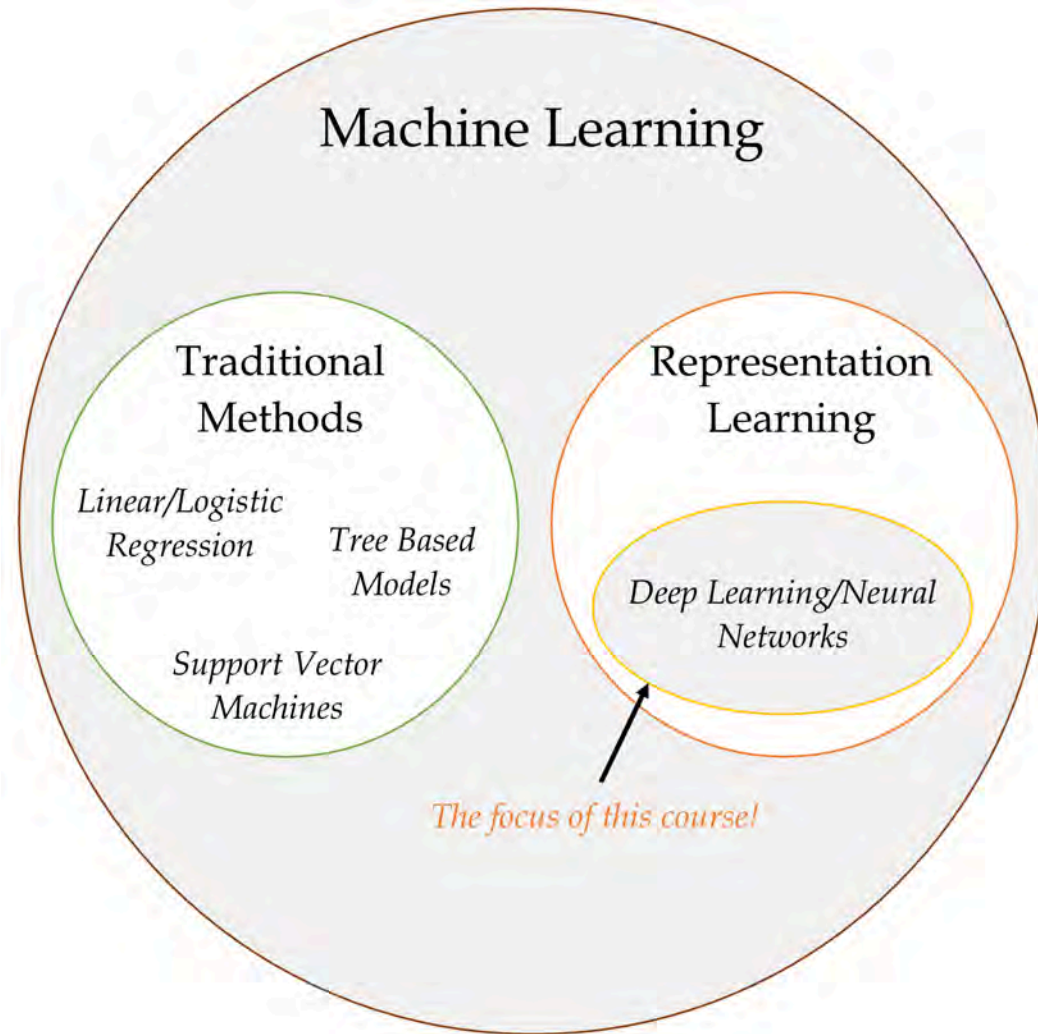 Machine Learning
Traditional
Methods
Linear/Logistic
Regression
Tree Based
Models
Support Vector
Machines
Representation
Learning
Deep Learning/Neural
Networks
The focus of this course!